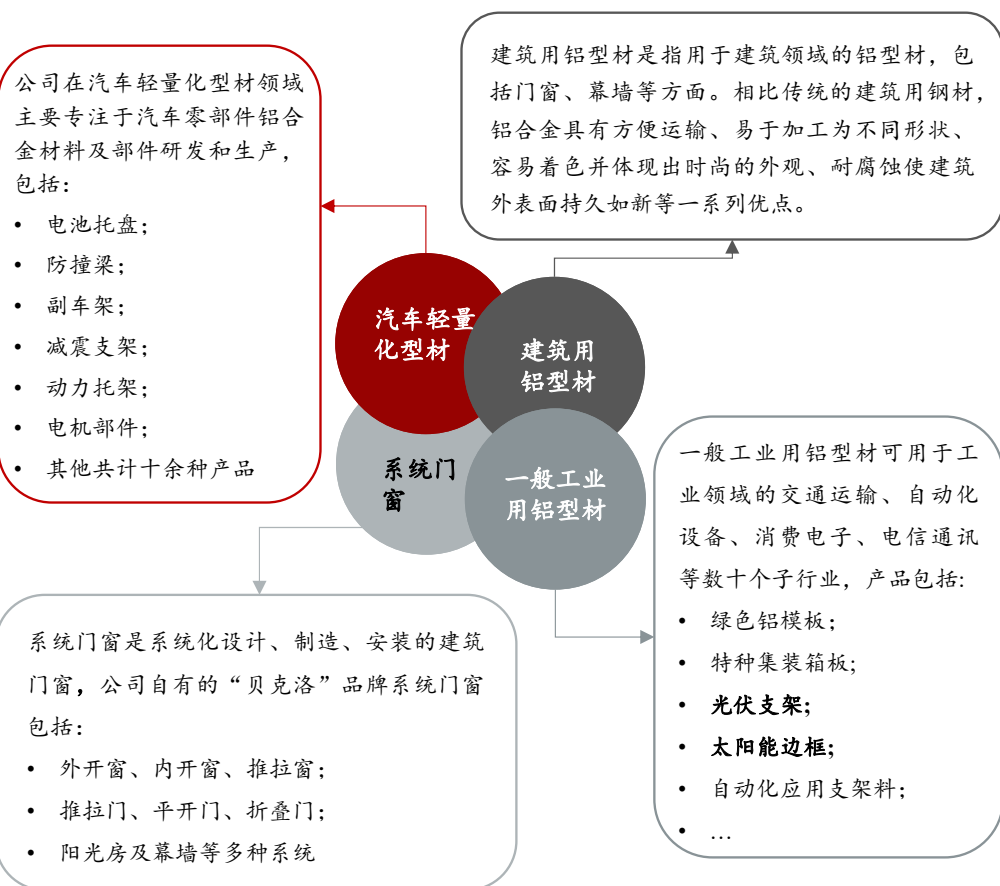 公司在汽车轻量化型材领域
主要专注于汽车零部件铝合
金材料及部件研发和生产，
包括：
• 电池托盘；
• 防撞梁；
• 副车架；
• 减震支架；
• 动力托架；
• 电机部件；
• 其他共计十余种产品
建筑用铝型材是指用于建筑领域的铝型材，包
括门窗、幕墙等方面。相比传统的建筑用钢材，
铝合金具有方便运输、易于加工为不同形状、
容易着色并体现出时尚的外观、耐腐蚀使建筑
外表面持久如新等一系列优点。
汽车轻量
化型材
建筑用
铝型材
系统门
窗
一般工业
用铝型材
系统门窗是系统化设计、制造、安装的建筑
门窗，公司自有的“贝克洛”品牌系统门窗
包括：
• 外开窗、内开窗、推拉窗；
• 推拉门、平开门、折叠门；
• 阳光房及幕墙等多种系统
一般工业用铝型材可用于工
业领域的交通运输、自动化
设备、消费电子、电信通讯
等数十个子行业，产品包括:
• 绿色铝模板；
• 特种集装箱板;
• 光伏支架;
• 太阳能边框;
• 自动化应用支架料；
• …